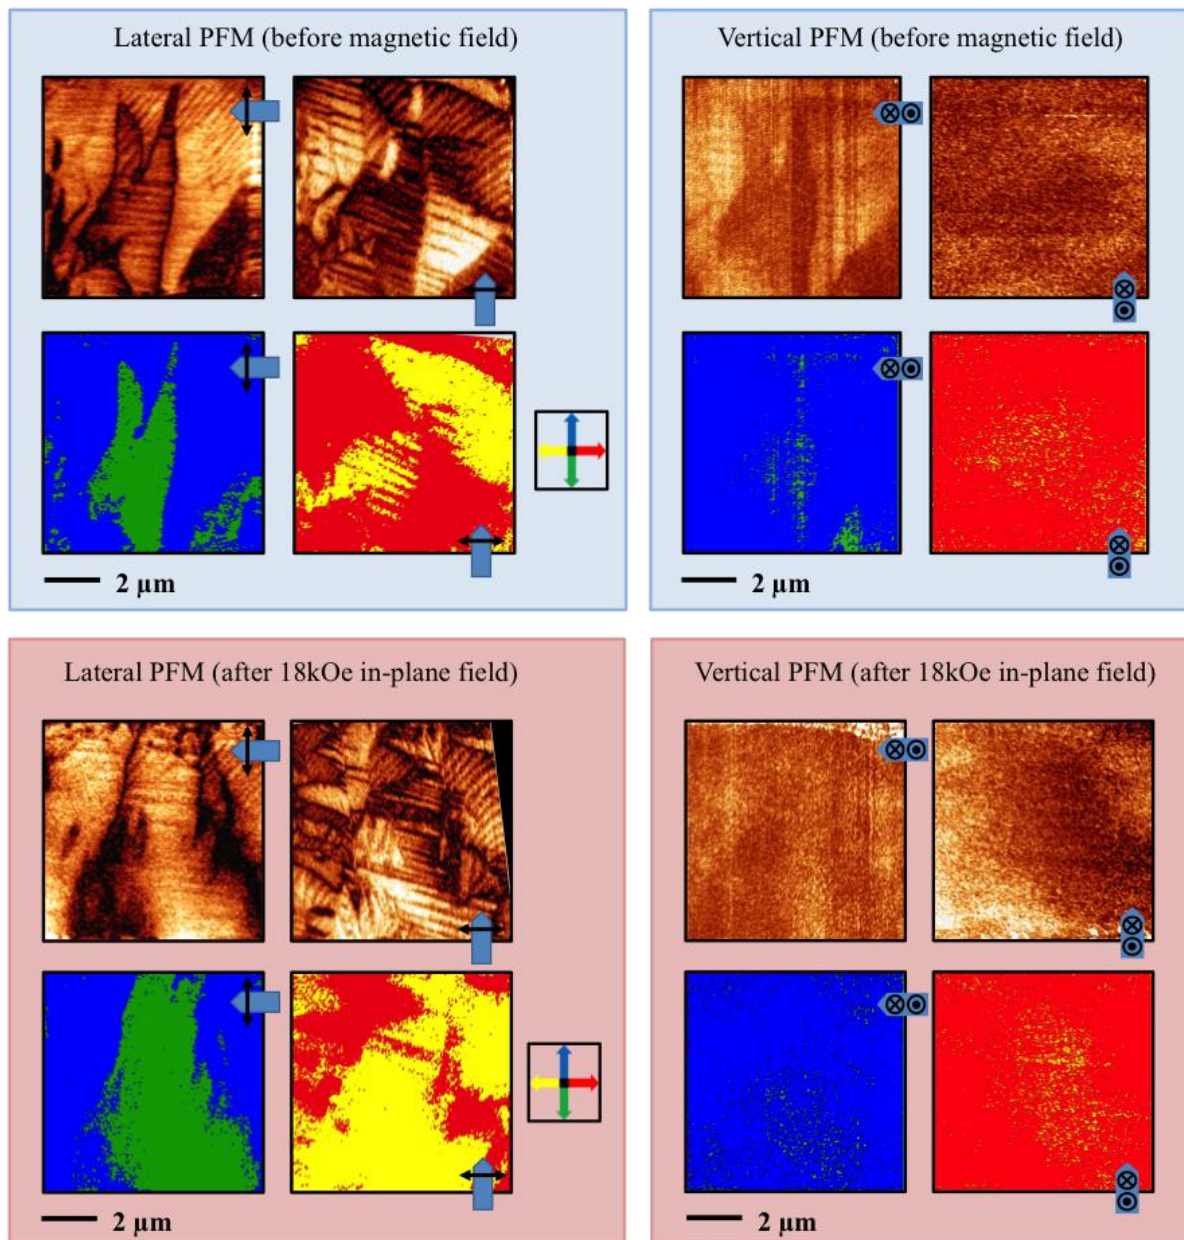 Lateral PFM (before magnetic field)
Vertical PFM (before magnetic field)
2 µm
2 µm
Lateral PFM (after 18kOe in-plane field)
Vertical PFM (after 18kOe in-plane field)
2 µm
2 µm